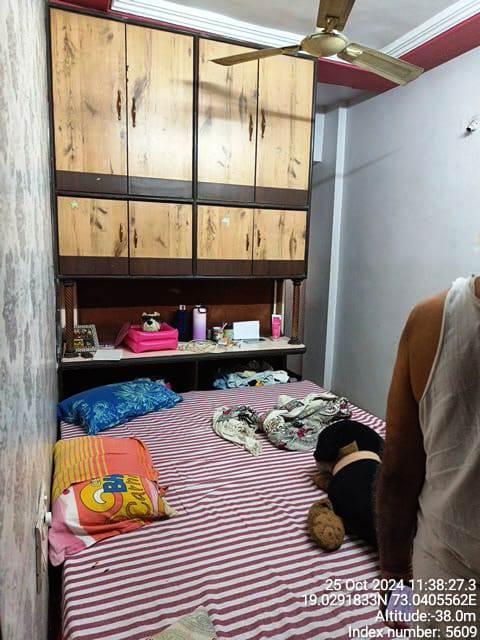 25 Oct 2024 11:38:27.3
19.0291833N 73.0405562E
Altitude:-38.0m
Index number: 5609